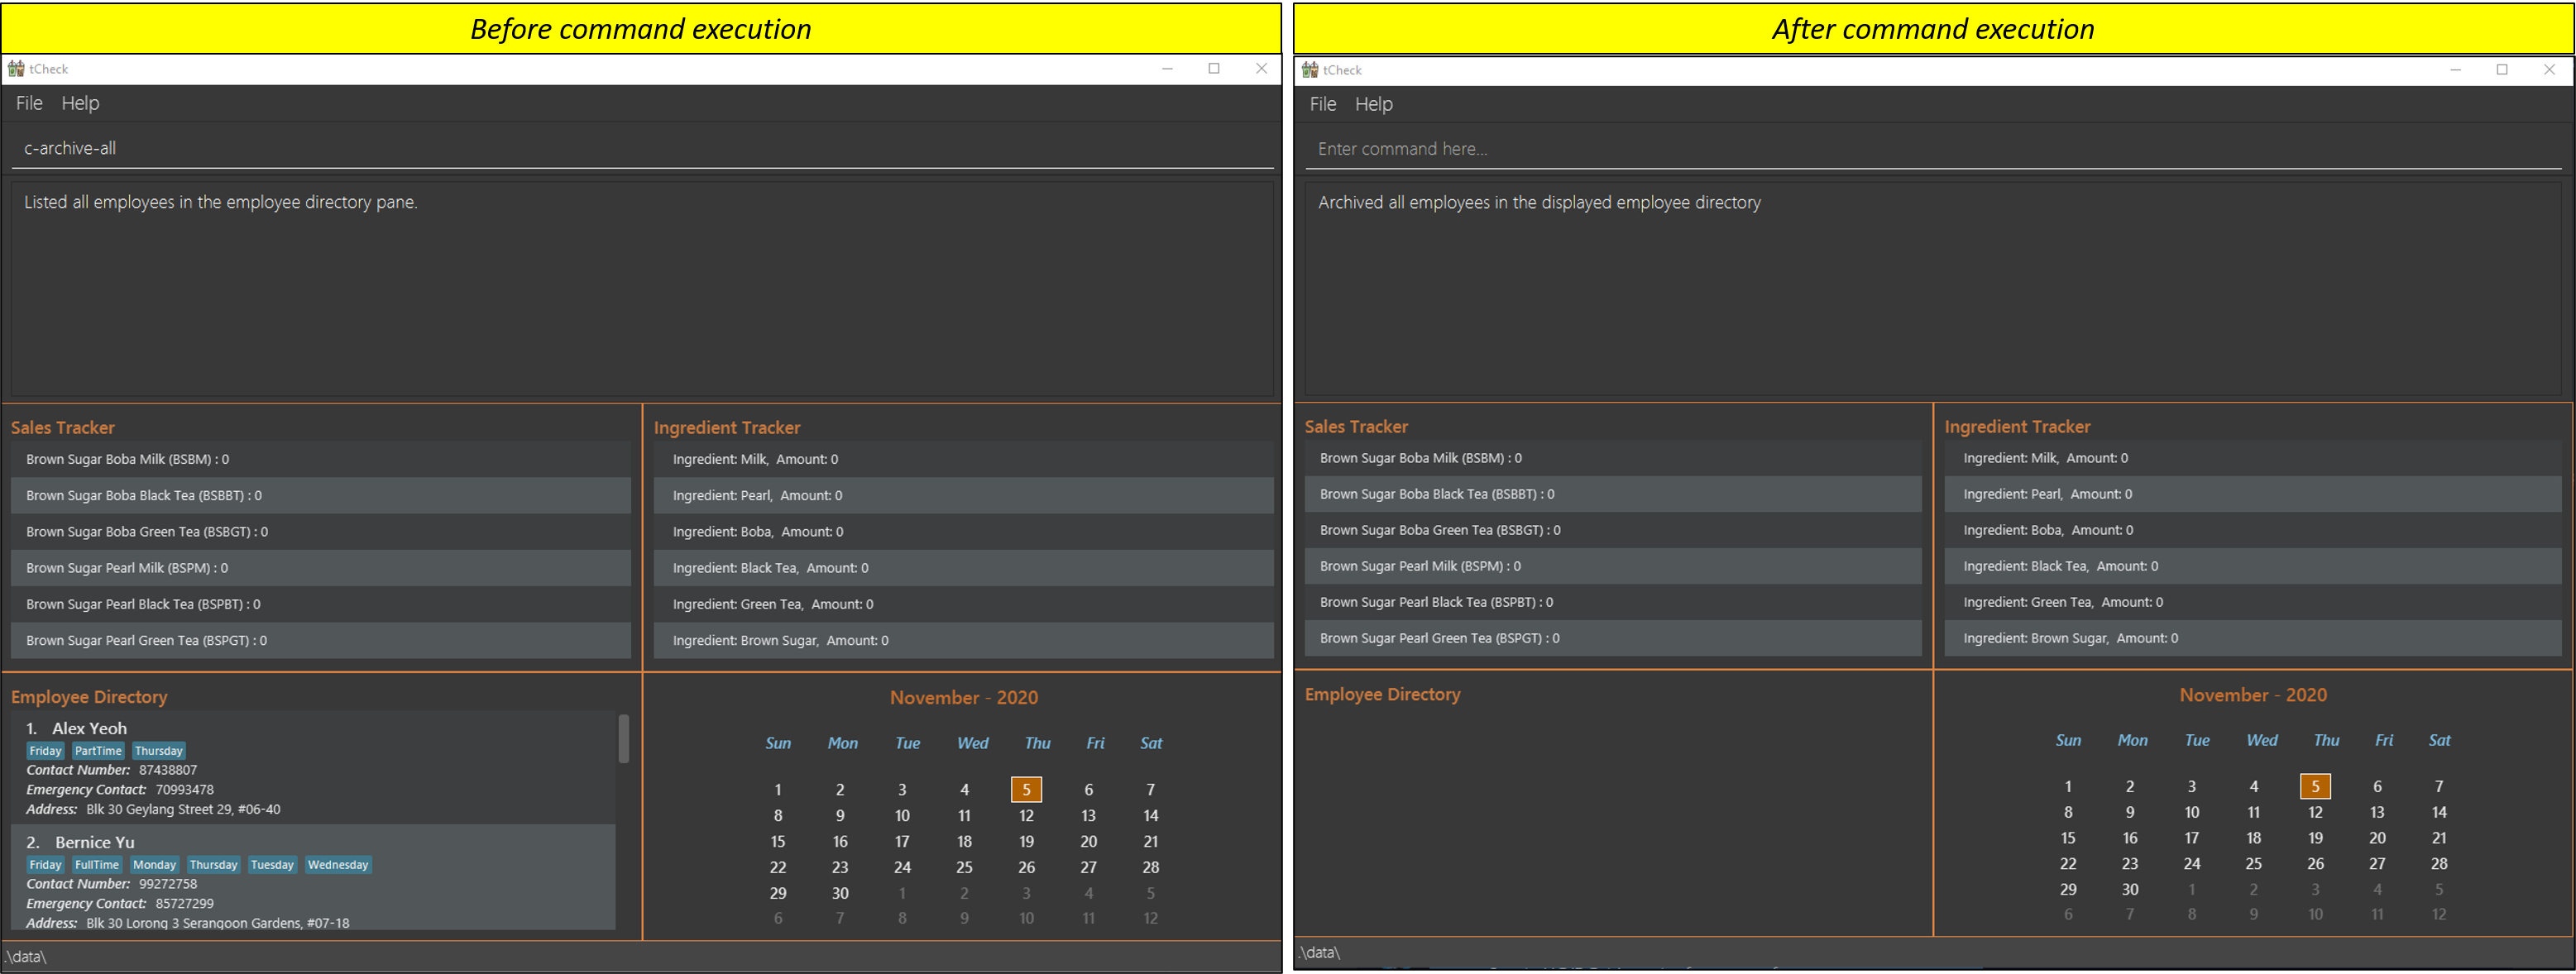 Before command execution
tCheck
File Help
c-archive-all
Listed all employees in the employee directory pane.
Sales Tracker
Brown Sugar Boba Milk (BSBM) : 0
Brown Sugar Boba Black Tea (BSBBT) : 0
Brown Sugar Boba Green Tea (BSBGT) : 0
Brown Sugar Pearl Milk (BSPM) : 0
Brown Sugar Pearl Black Tea (BSPBT) : 0
Brown Sugar Pearl Green Tea (BSPGT) : 0
Ingredient Tracker
Ingredient: Milk, Amount: 0
Ingredient: Pearl, Amount: 0
Ingredient: Boba, Amount: 0
Ingredient: Black Tea, Amount: 0
Ingredient: Green Tea, Amount: 0
Ingredient: Brown Sugar, Amount: 0
Employee Directory
1. Alex Yeoh
Friday PartTime Thursday
Contact Number: 87438807
Emergency Contact: 70993478
Address: Blk 30 Geylang Street 29, #06-40
2. Bernice Yu
Friday FullTime Monday Thursday Tuesday Wednesday
Contact Number: 99272758
Emergency Contact: 85727299
Address: Blk 30 Lorong 3 Serangoon Gardens, #07-18
November - 2020
Sun Mon Tue Wed Thu Fri Sat
1 2 3 4 5 6 7
8 9 10 11 12 13 14
15 16 17 18 19 20 21
22 23 24 25 26 27 28
29 30 1 2 3 4 5
6 7 8 9 10 11 12
.\data\
After command execution
tCheck
File Help
Enter command here...
Archived all employees in the displayed employee directory
Sales Tracker
Brown Sugar Boba Milk (BSBM) : 0
Brown Sugar Boba Black Tea (BSBBT) : 0
Brown Sugar Boba Green Tea (BSBGT) : 0
Brown Sugar Pearl Milk (BSPM) : 0
Brown Sugar Pearl Black Tea (BSPBT) : 0
Brown Sugar Pearl Green Tea (BSPGT) : 0
Ingredient Tracker
Ingredient: Milk, Amount: 0
Ingredient: Pearl, Amount: 0
Ingredient: Boba, Amount: 0
Ingredient: Black Tea, Amount: 0
Ingredient: Green Tea, Amount: 0
Ingredient: Brown Sugar, Amount: 0
Employee Directory
November - 2020
Sun Mon Tue Wed Thu Fri Sat
1 2 3 4 5 6 7
8 9 10 11 12 13 14
15 16 17 18 19 20 21
22 23 24 25 26 27 28
29 30 1 2 3 4 5
6 7 8 9 10 11 12
.\data\